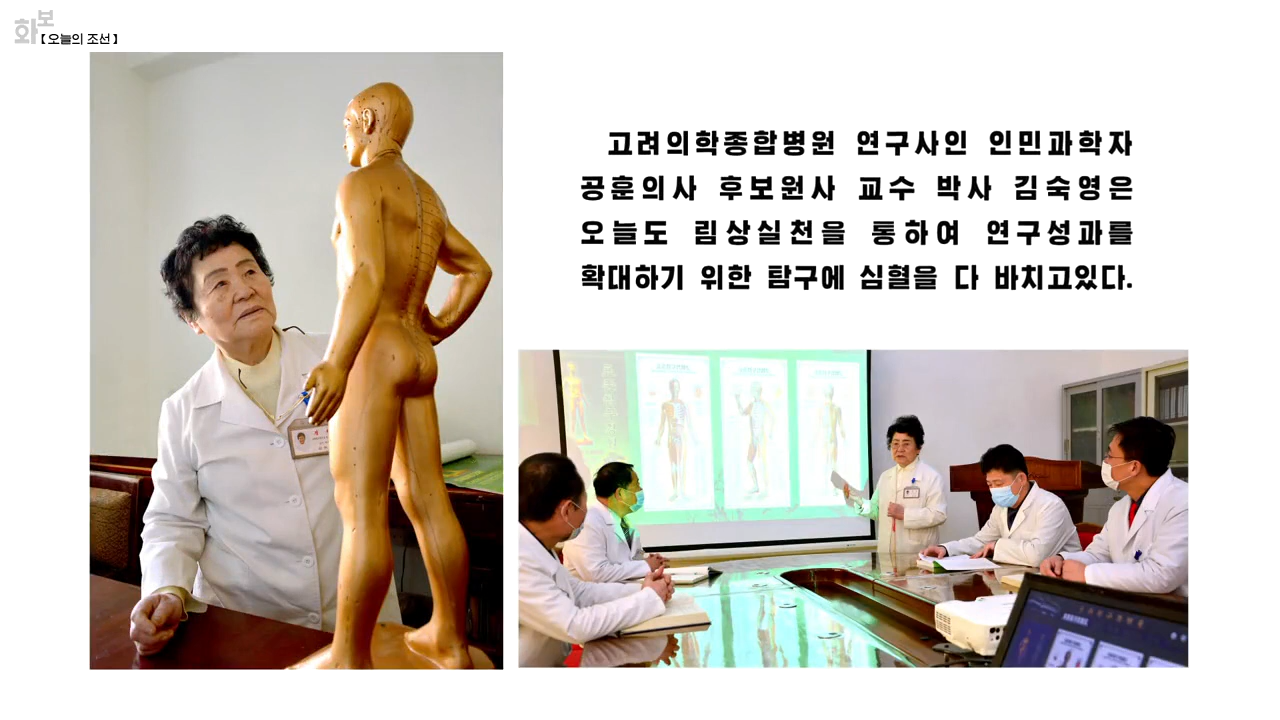 화보
【오늘의 조선】
고려의학종합병원 연구사인 인민과학자
공훈의사 후보원사 교수 박사 김숙영은
오늘도 림상실천을 통하여 연구성과를
확대하기 위한 탐구에 심혈을 다 바치고있다.